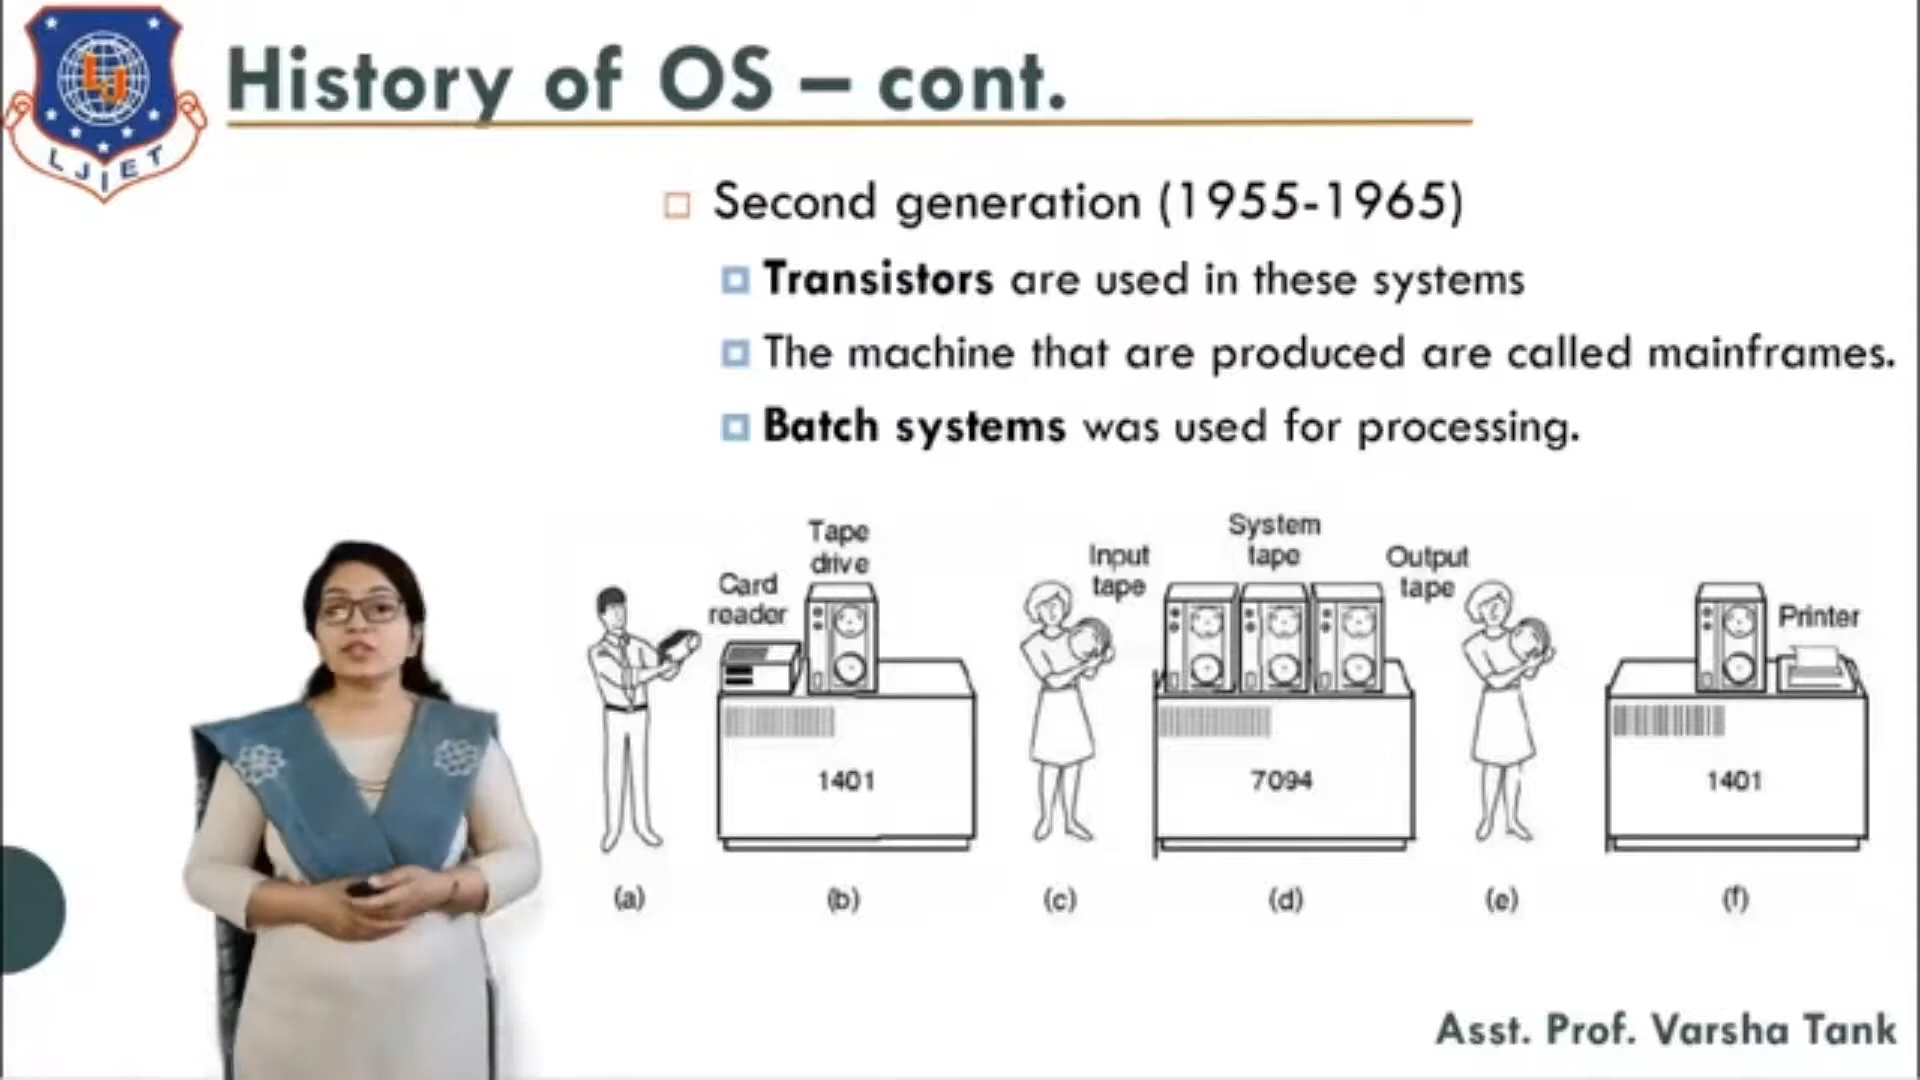 LJIET
LJ
History of OS – cont.
Second generation (1955-1965)
Transistors are used in these systems
The machine that are produced are called mainframes.
Batch systems was used for processing.
Card
reader
Tape
drive
Input
tape
System
tape
Output
tape
Printer
1401
7094
1401
(a)
(b)
(c)
(d)
(e)
(f)
Asst. Prof. Varsha Tank